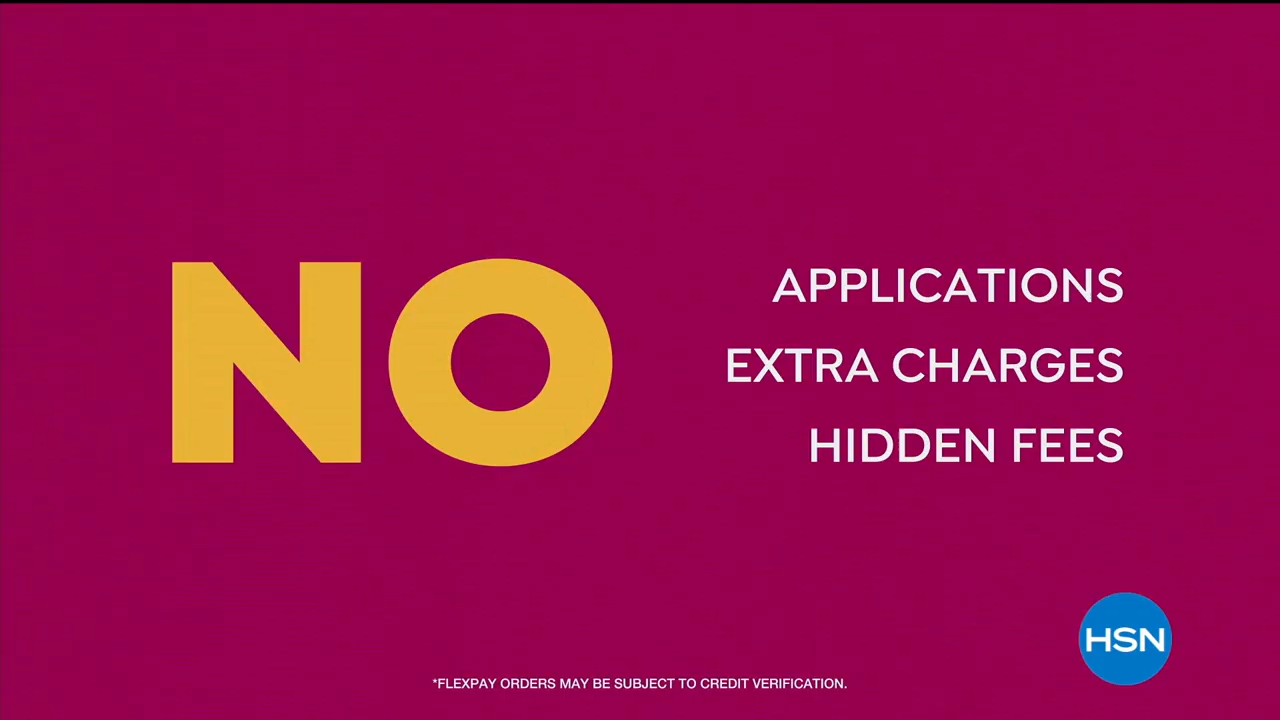 NO
APPLICATIONS
EXTRA CHARGES
HIDDEN FEES
HSN
*FLEXPAY ORDERS MAY BE SUBJECT TO CREDIT VERIFICATION.